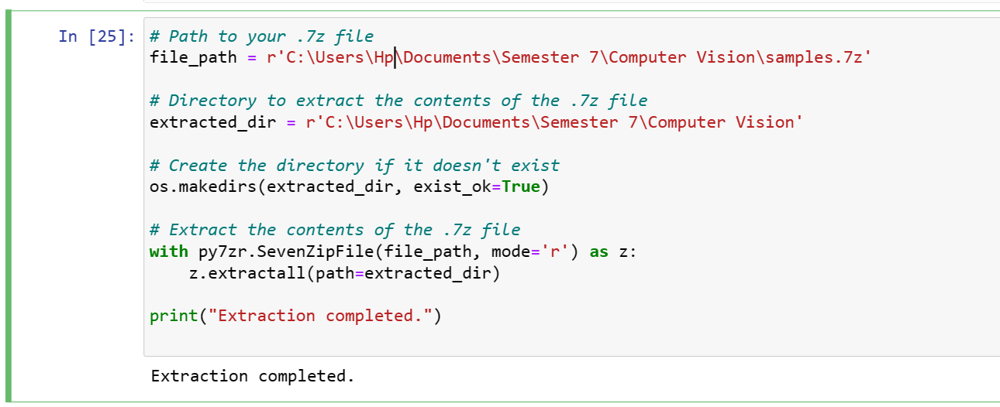 In [25]:
# Path to your .7z file
file_path = r'C:\Users\Hp\Documents\Semester 7\Computer Vision\samples.7z'
# Directory to extract the contents of the .7z file
extracted_dir = r'C:\Users\Hp\Documents\Semester 7\Computer Vision'
# Create the directory if it doesn't exist
os.makedirs(extracted_dir, exist_ok=True)
# Extract the contents of the .7z file
with py7zr.SevenZipFile(file_path, mode='r') as z:
    z.extractall(path=extracted_dir)
print("Extraction completed.")
Extraction completed.